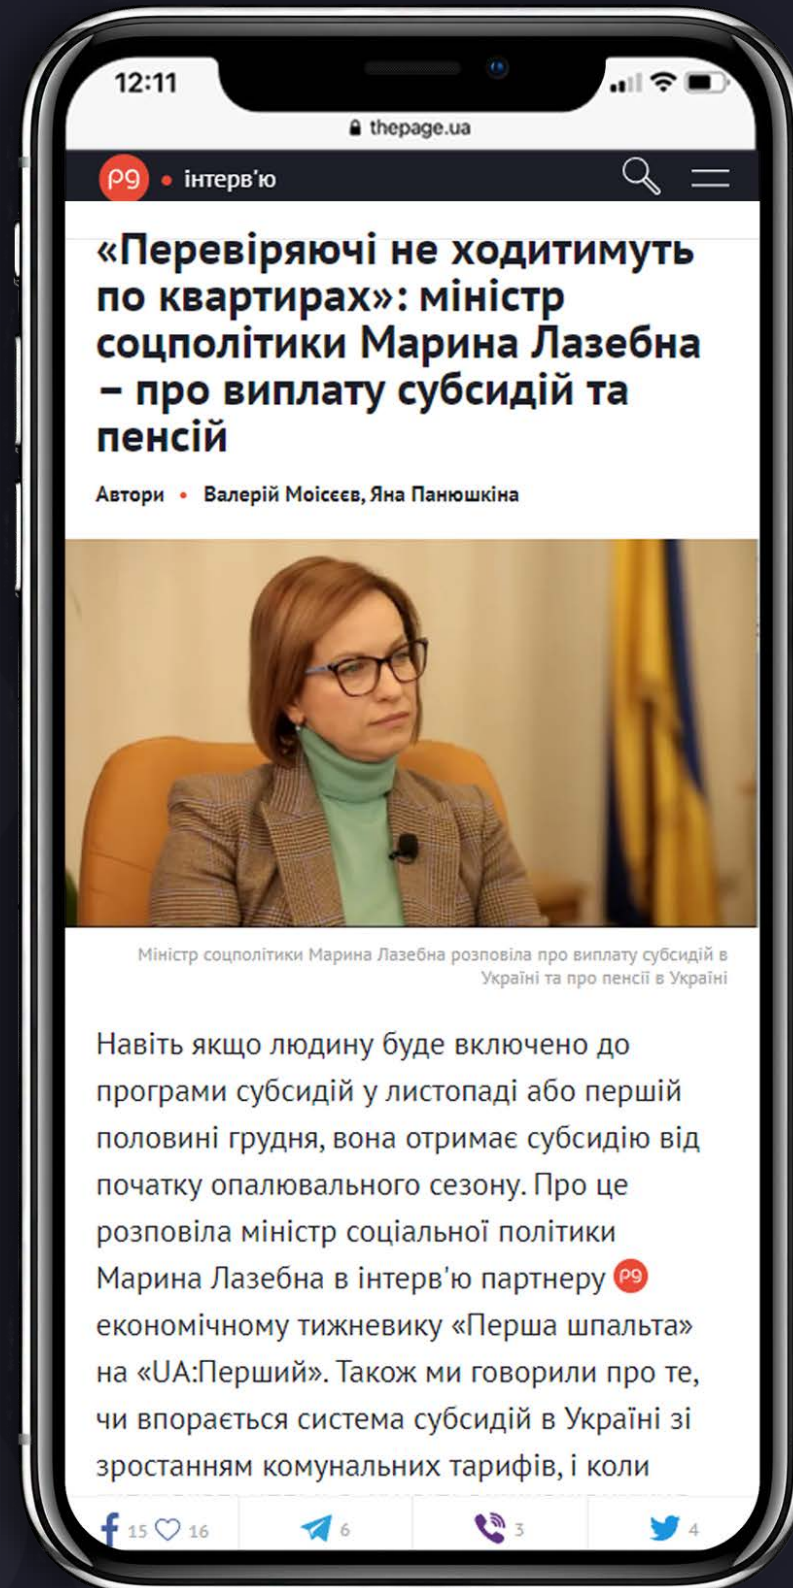 12:11
thepage.ua
P9 • інтерв'ю
«Перевіряючі не ходитимуть
по квартирах»: міністр
соцполітики Марина Лазебна
– про виплату субсидій та
пенсій
Автори • Валерій Моісєєв, Яна Панюшкіна
Міністр соцполітики Марина Лазебна розповіла про виплату субсидій в
Україні та про пенсії в Україні
Навіть якщо людину буде включено до
програми субсидій у листопаді або першій
половині грудня, вона отримає субсидію від
початку опалювального сезону. Про це
розповіла міністр соціальної політики
Марина Лазебна в інтерв'ю партнеру P9
економічному тижневику «Перша шпальта»
на «UA:Перший». Також ми говорили про те,
чи впорається система субсидій в Україні зі
зростанням комунальних тарифів, і коли
15 16 6 3 4